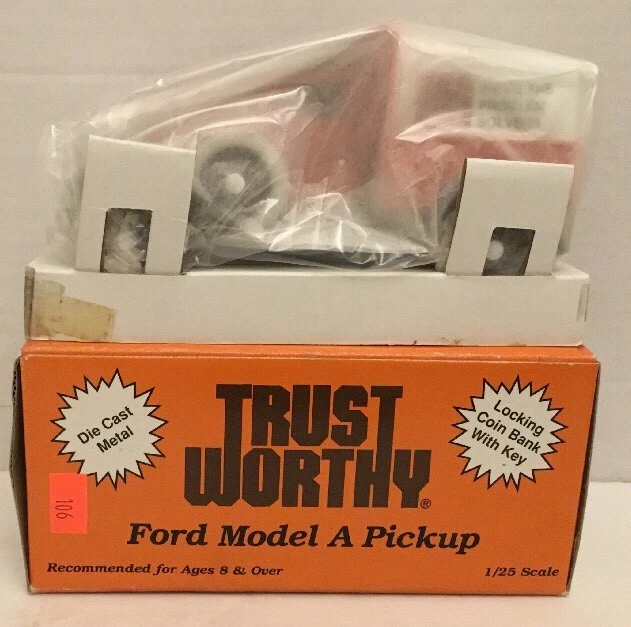 Die Cast
Metal
TRUST
WORTHY®
Locking
Coin Bank
With Key
106
Ford Model A Pickup
Recommended for Ages 8 & Over
1/25 Scale